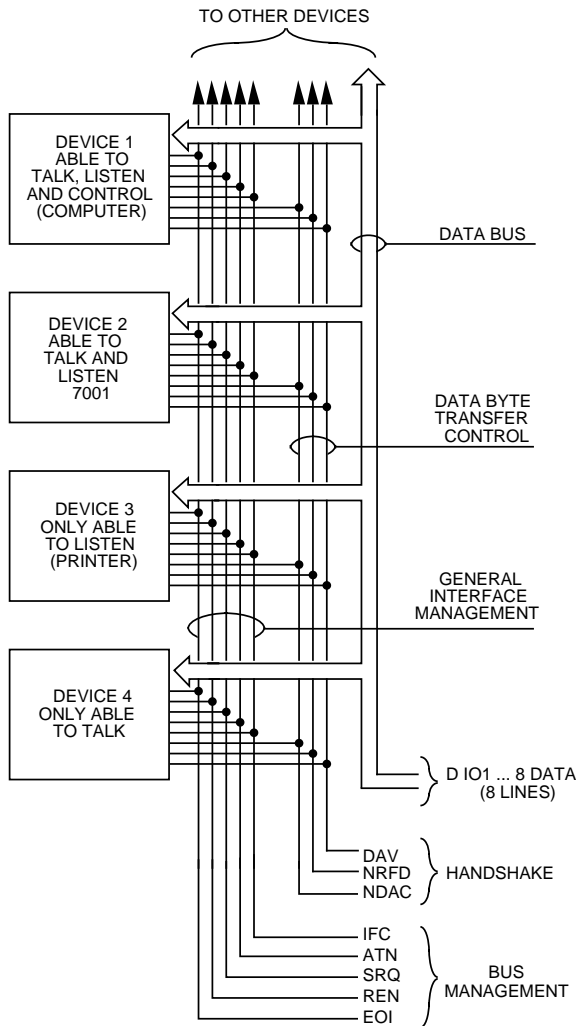 TO OTHER DEVICES
DEVICE 1
ABLE TO
TALK, LISTEN
AND CONTROL
(COMPUTER)
DATA BUS
DEVICE 2
ABLE TO
TALK AND
LISTEN
7001
DATA BYTE
TRANSFER
CONTROL
DEVICE 3
ONLY ABLE
TO LISTEN
(PRINTER)
GENERAL
INTERFACE
MANAGEMENT
DEVICE 4
ONLY ABLE
TO TALK
D IO1 ... 8 DATA
(8 LINES)
DAV
NRFD
NDAC
HANDSHAKE
IFC
ATN
SRQ
REN
EOI
BUS
MANAGEMENT